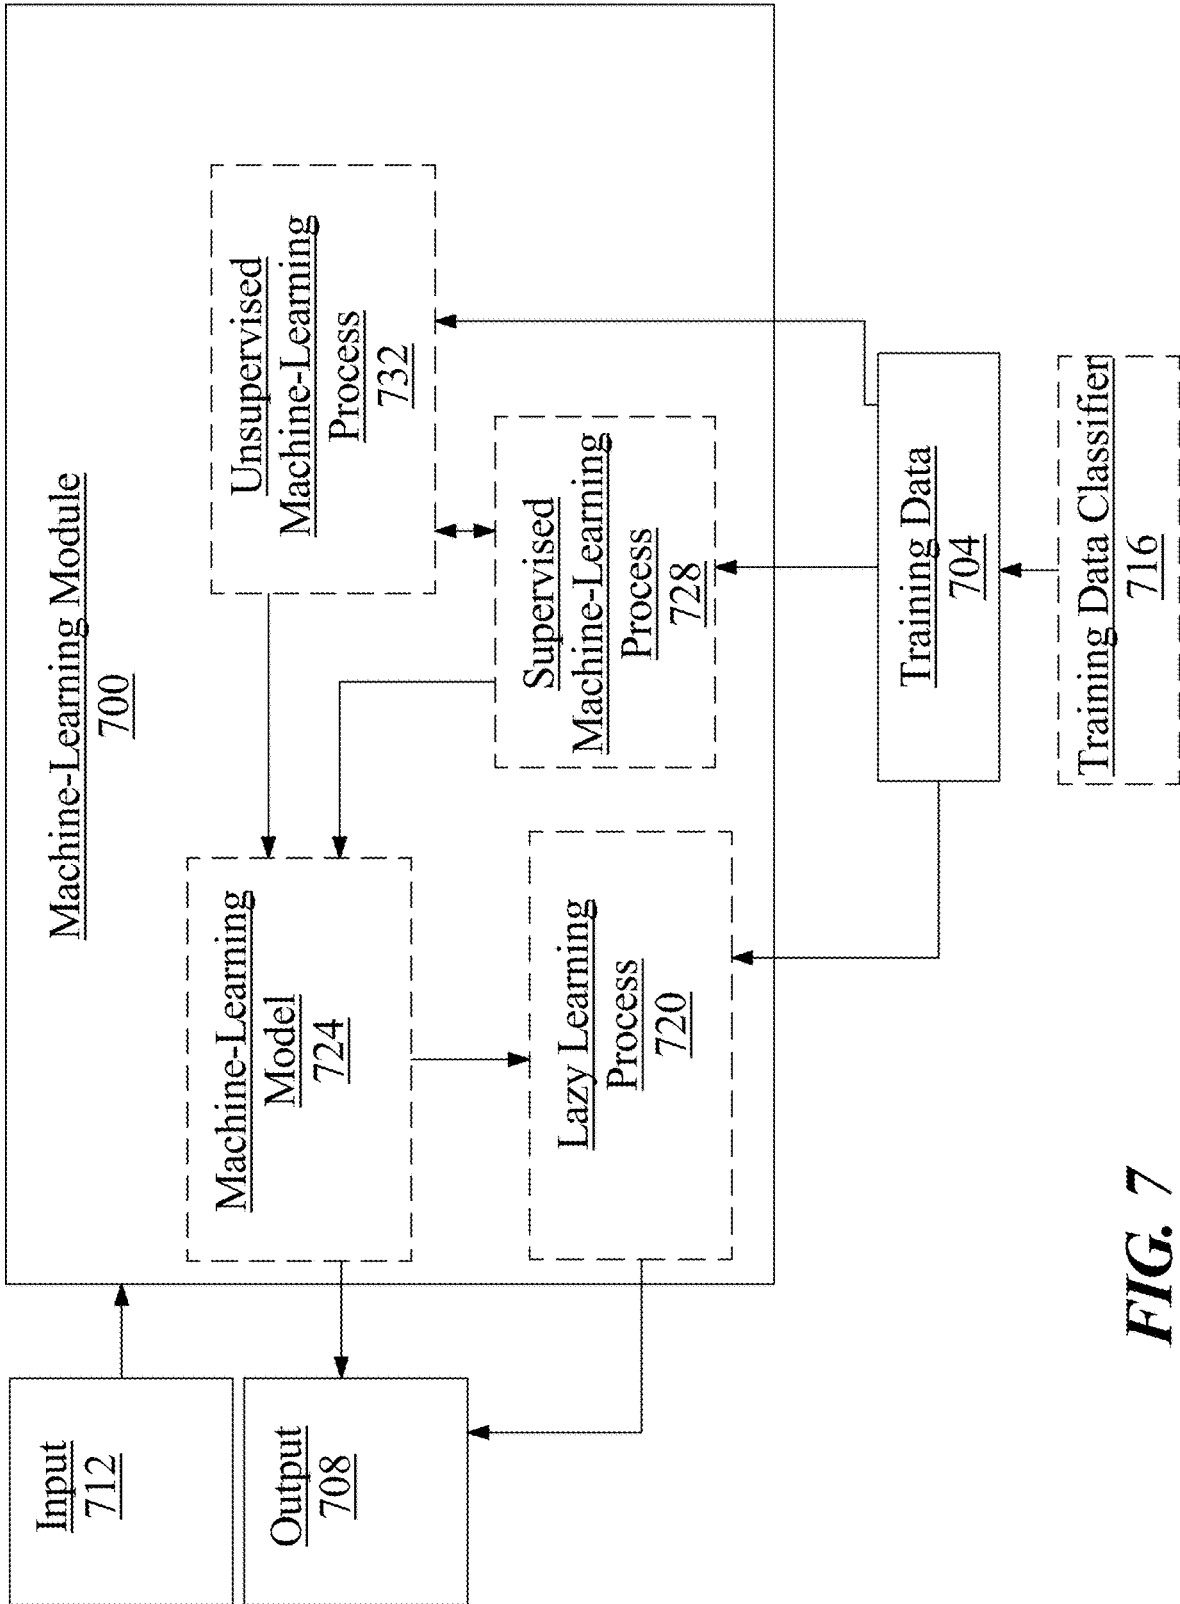 Machine-Learning Module
700
Input
712
Output
708
Machine-Learning
Model
724
Unsupervised
Machine-Learning
Process
732
Lazy Learning
Process
720
Supervised
Machine-Learning
Process
728
Training Data
704
Training Data Classifier
716
FIG. 7